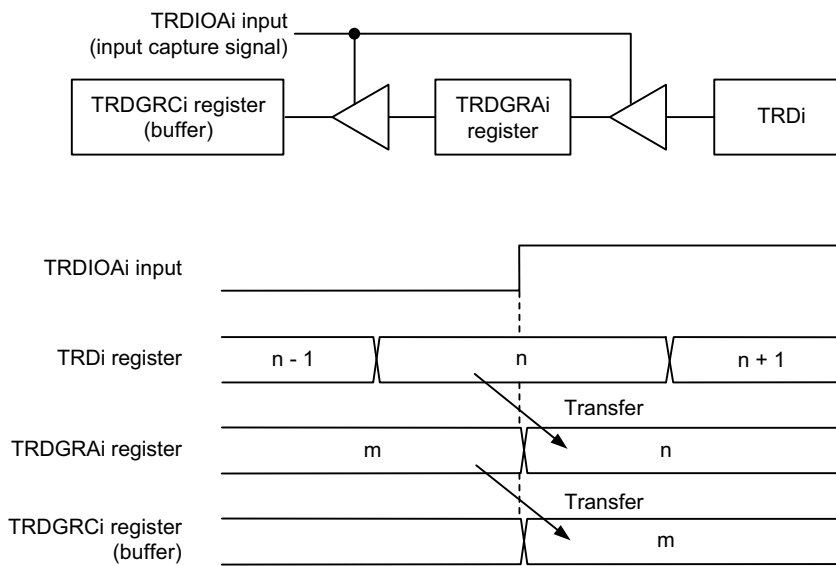 TRDIOAi input
(input capture signal)
TRDGRCi register
(buffer)
TRDGRAi
register
TRDi
TRDIOAi input
TRDi register
n - 1
n
n + 1
Transfer
TRDGRAi register
m
n
Transfer
TRDGRCi register
(buffer)
m